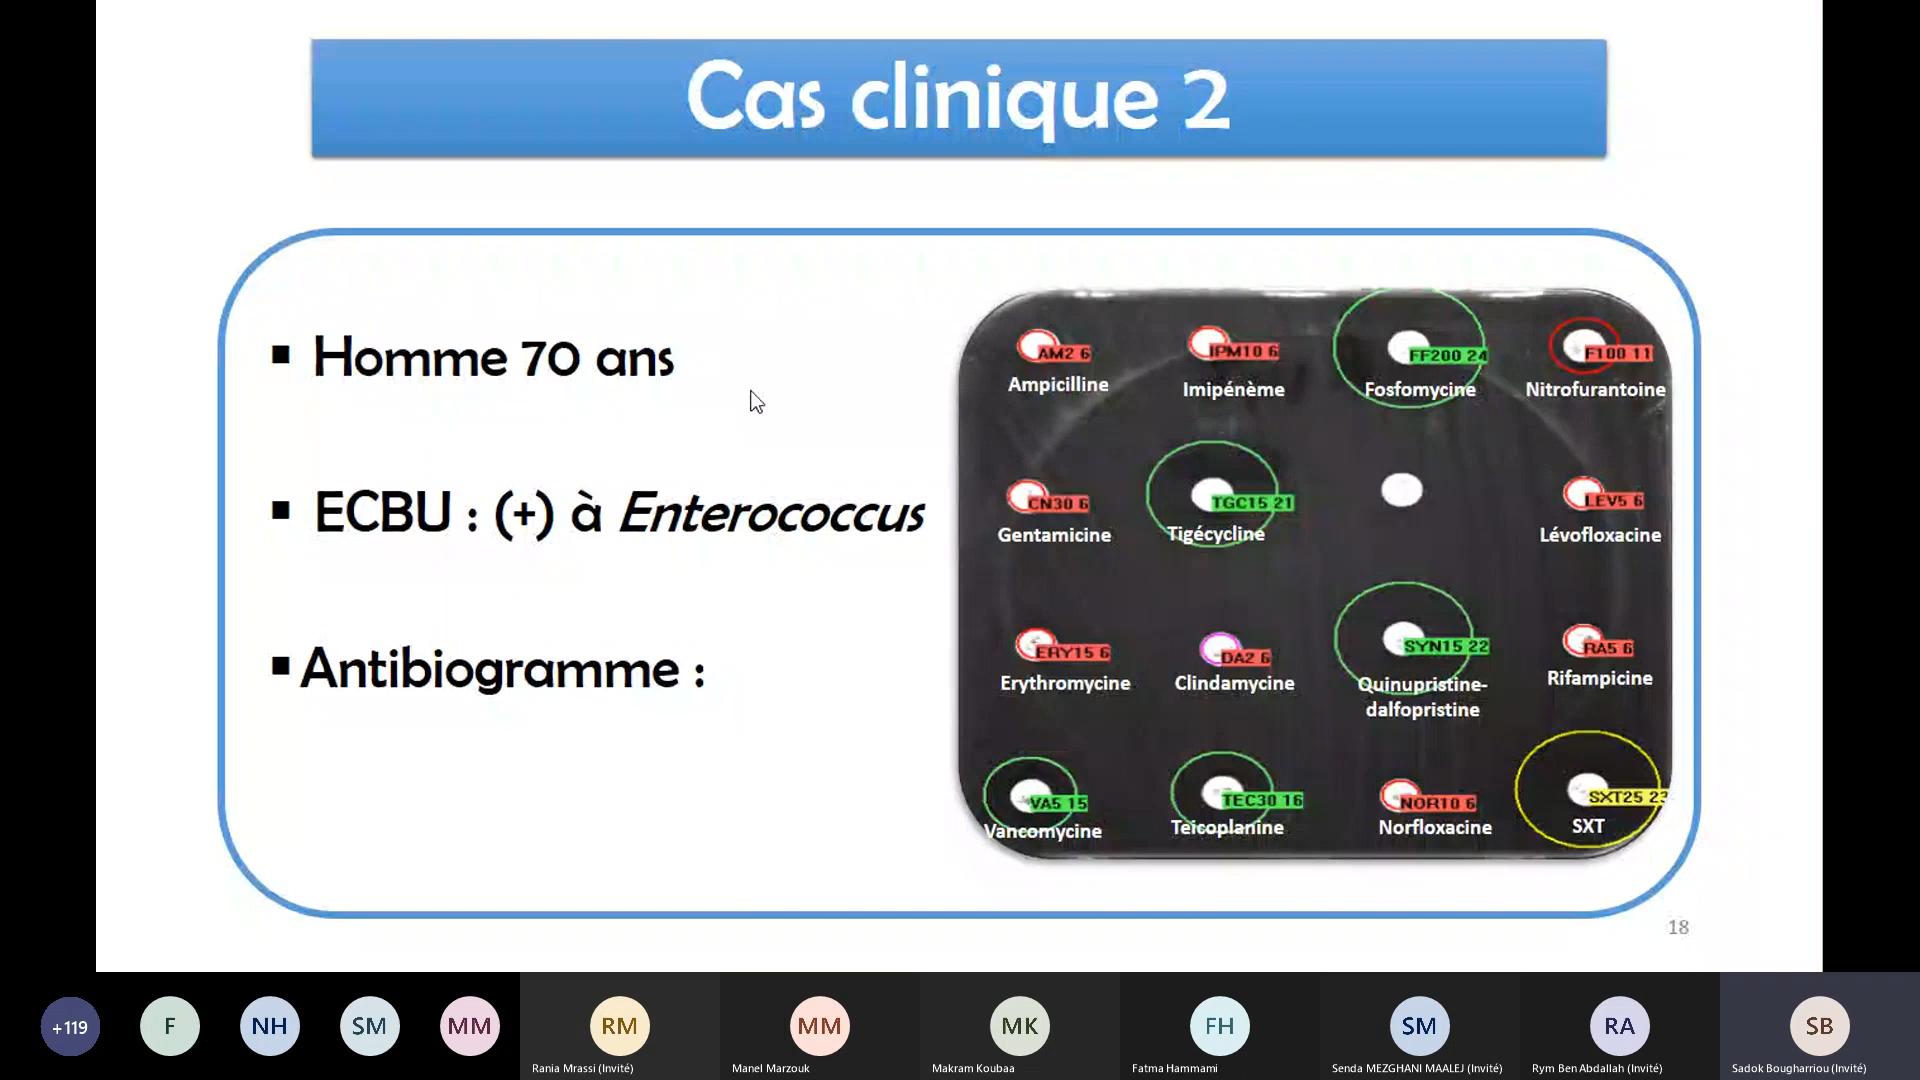 Cas clinique 2
▪ Homme 70 ans
▪ ECBU : (+) à Enterococcus
▪ Antibiogramme :
AM2 6
IPM10 6
FF200 24
F100 11
Ampicilline
Imipénème
Fosfomycine
Nitrofurantoine
CN30 6
TGC15 21
LEV5 6
Gentamicine
Tigécycline
Lévofloxacine
ERY15 6
DA2 6
SYN15 22
RA5 6
Erythromycine
Clindamycine
Quinupristine-
dalfopristine
Rifampicine
VA5 15
TEC30 16
NOR10 6
SXT25 23
Vancomycine
Teicoplanine
Norfloxacine
SXT
18
+119
F
NH
SM
MM
RM
MM
MK
FH
SM
RA
SB
Rania Mrassi (Invité)
Manel Marzouk
Makram Koubaa
Fatma Hammami
Senda MEZGHANI MAALEJ (Invité)
Rym Ben Abdallah (Invité)
Sadok Bougharriou (Invité)